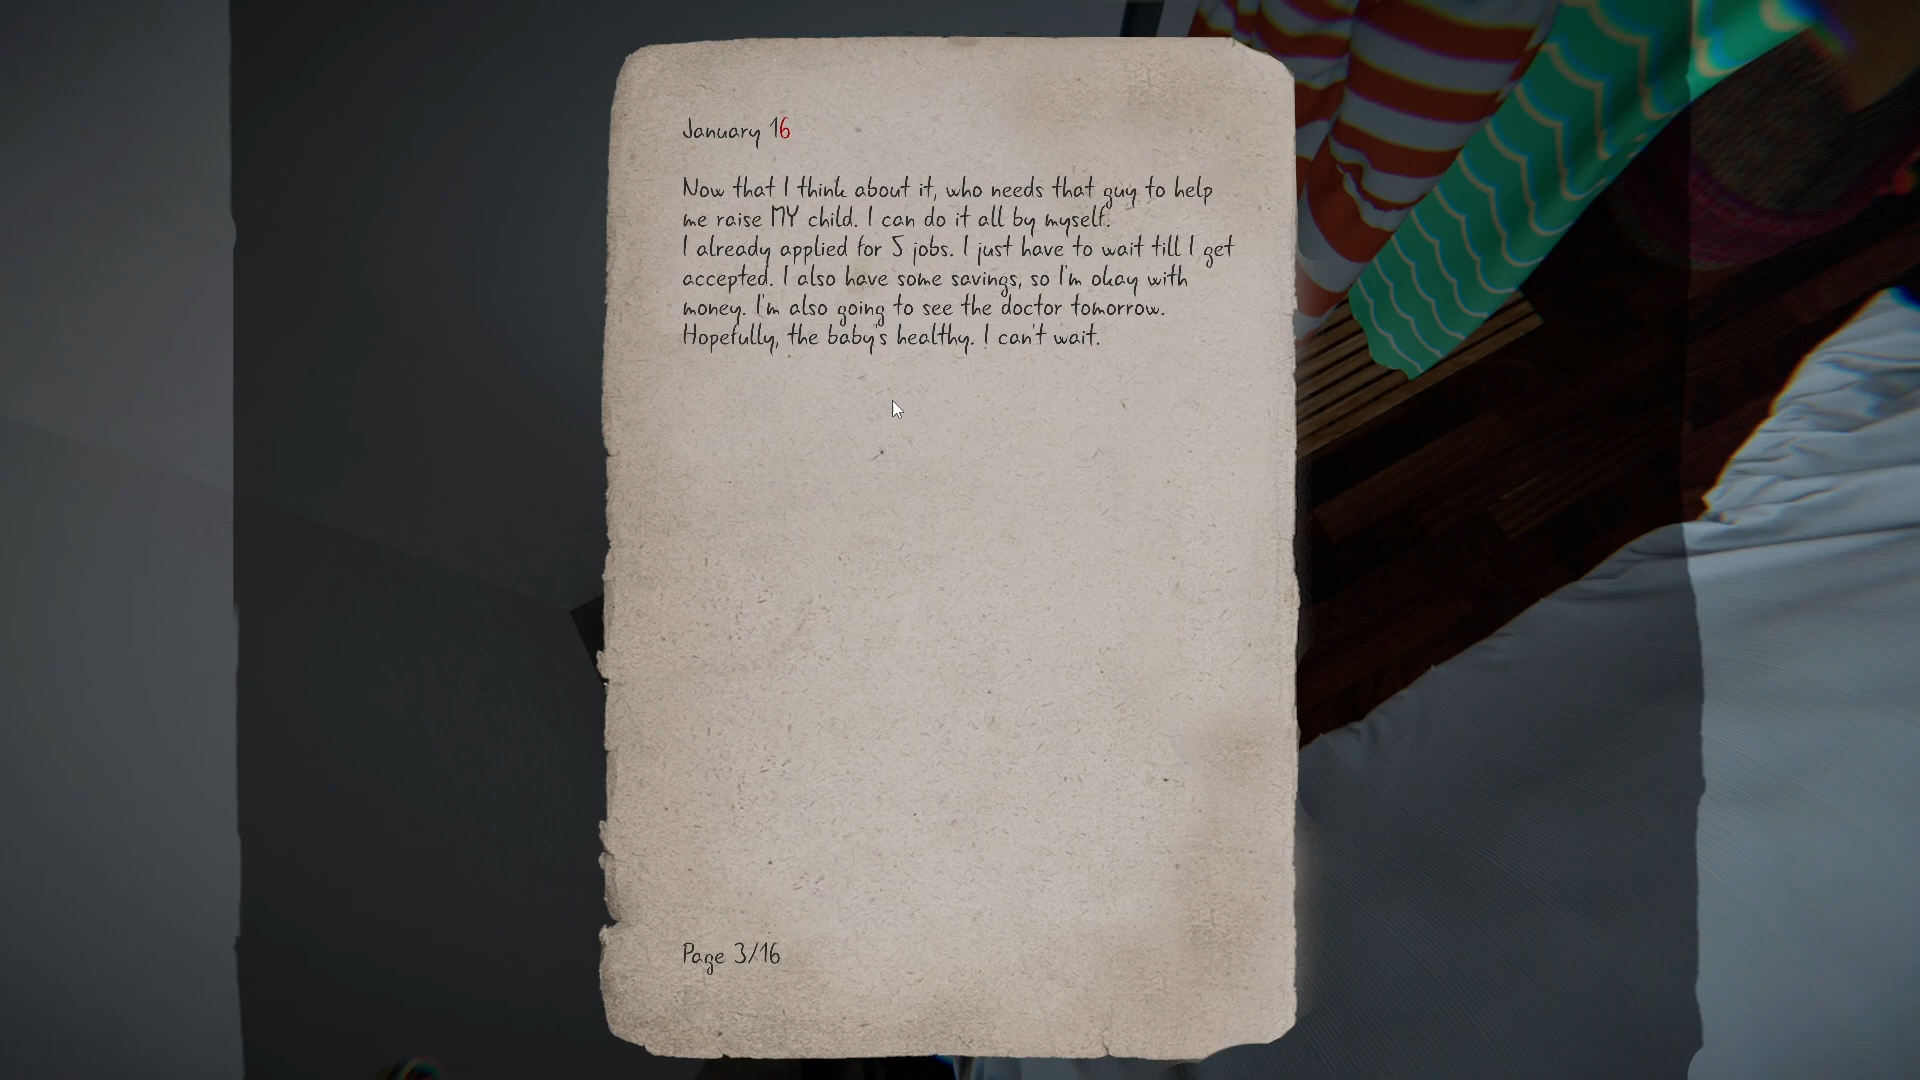 January 16
Now that I think about it, who needs that guy to help
me raise MY child. I can do it all by myself.
I already applied for 5 jobs. I just have to wait till I get
accepted. I also have some savings, so I'm okay with
money. I'm also going to see the doctor tomorrow.
Hopefully, the baby's healthy. I can't wait.
Page 3/16